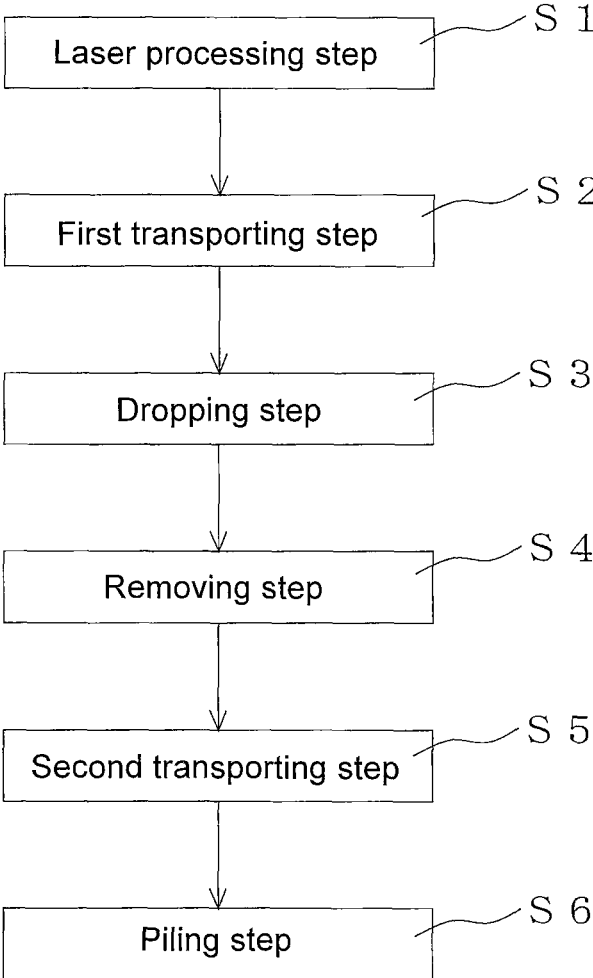 Laser processing step S 1
First transporting step S 2
Dropping step S 3
Removing step S 4
Second transporting step S 5
Piling step S 6